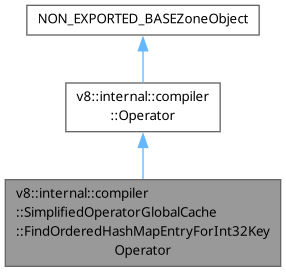 NON_EXPORTED_BASEZoneObject
v8::internal::compiler
::Operator
v8::internal::compiler
::SimplifiedOperatorGlobalCache
::FindOrderedHashMapEntryForInt32Key
Operator